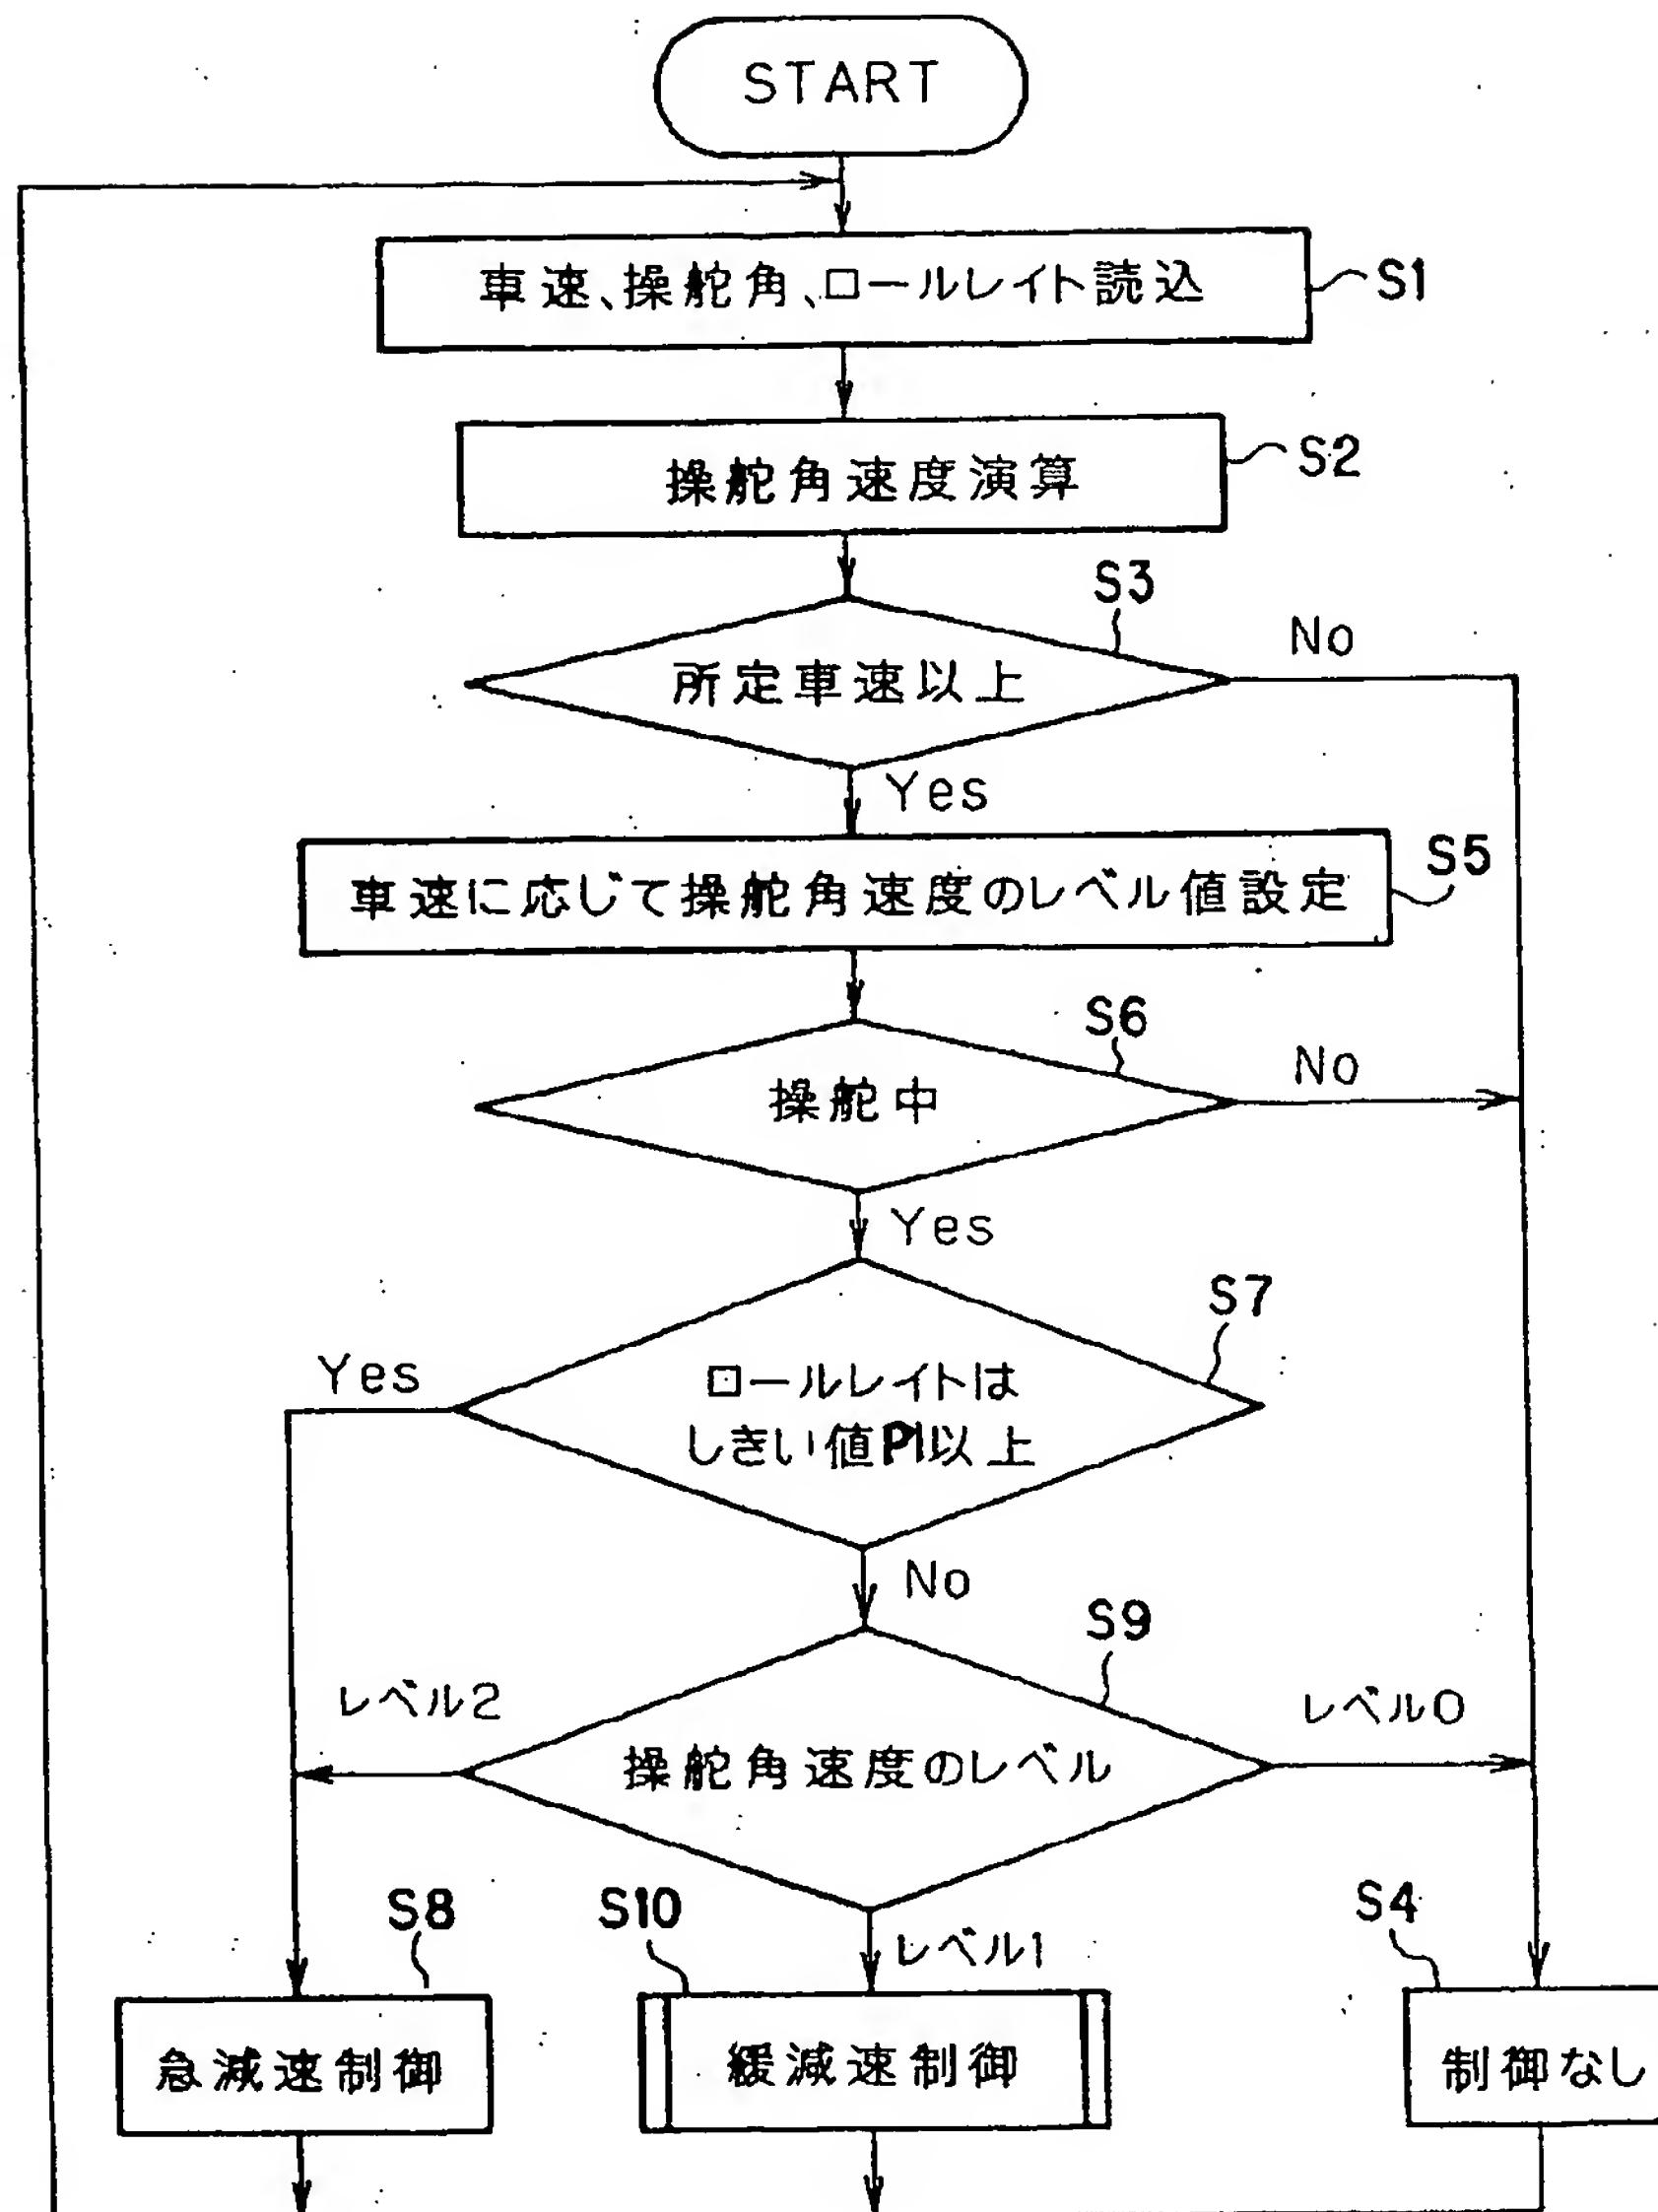 START
車速、操舵角、ロールレイト読込
S1
操舵角速度演算
S2
S3
No
所定車速以上
Yes
S5
車速に応じて操舵角速度のレベル値設定
S6
No
操舵中
Yes
S7
Yes
ロールレイトは
しきい値P1以上
No
S9
レベル2
レベル0
操舵角速度のレベル
S8
S10
レベル1
S4
急減速制御
緩減速制御
制御なし